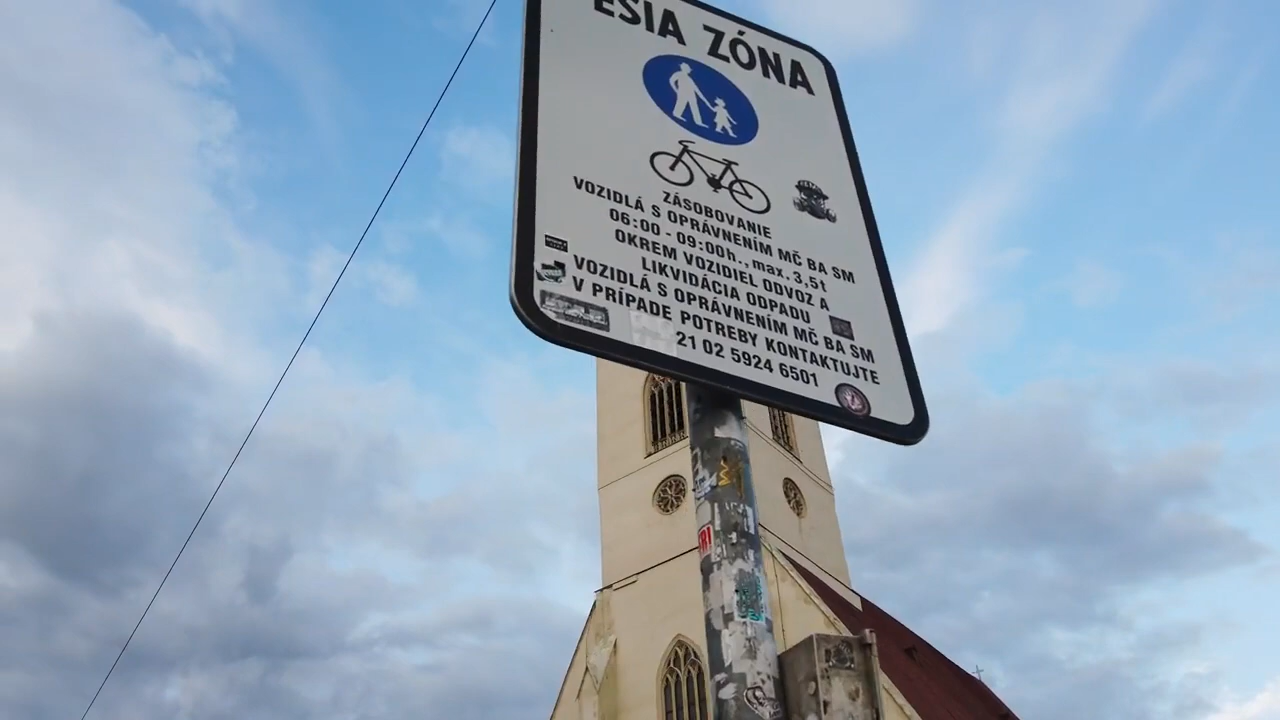 ESIA ZÓNA
ZÁSOBOVANIE
VOZIDLÁ S OPRÁVNENÍM MČ BA SM
06:00 - 09:00h., max. 3,5t
OKREM VOZIDIEL ODVOZ A
LIKVIDÁCIA ODPADU
VOZIDLÁ S OPRÁVNENÍM MČ BA SM
V PRÍPADE POTREBY KONTAKTUJTE
21 02 5924 6501